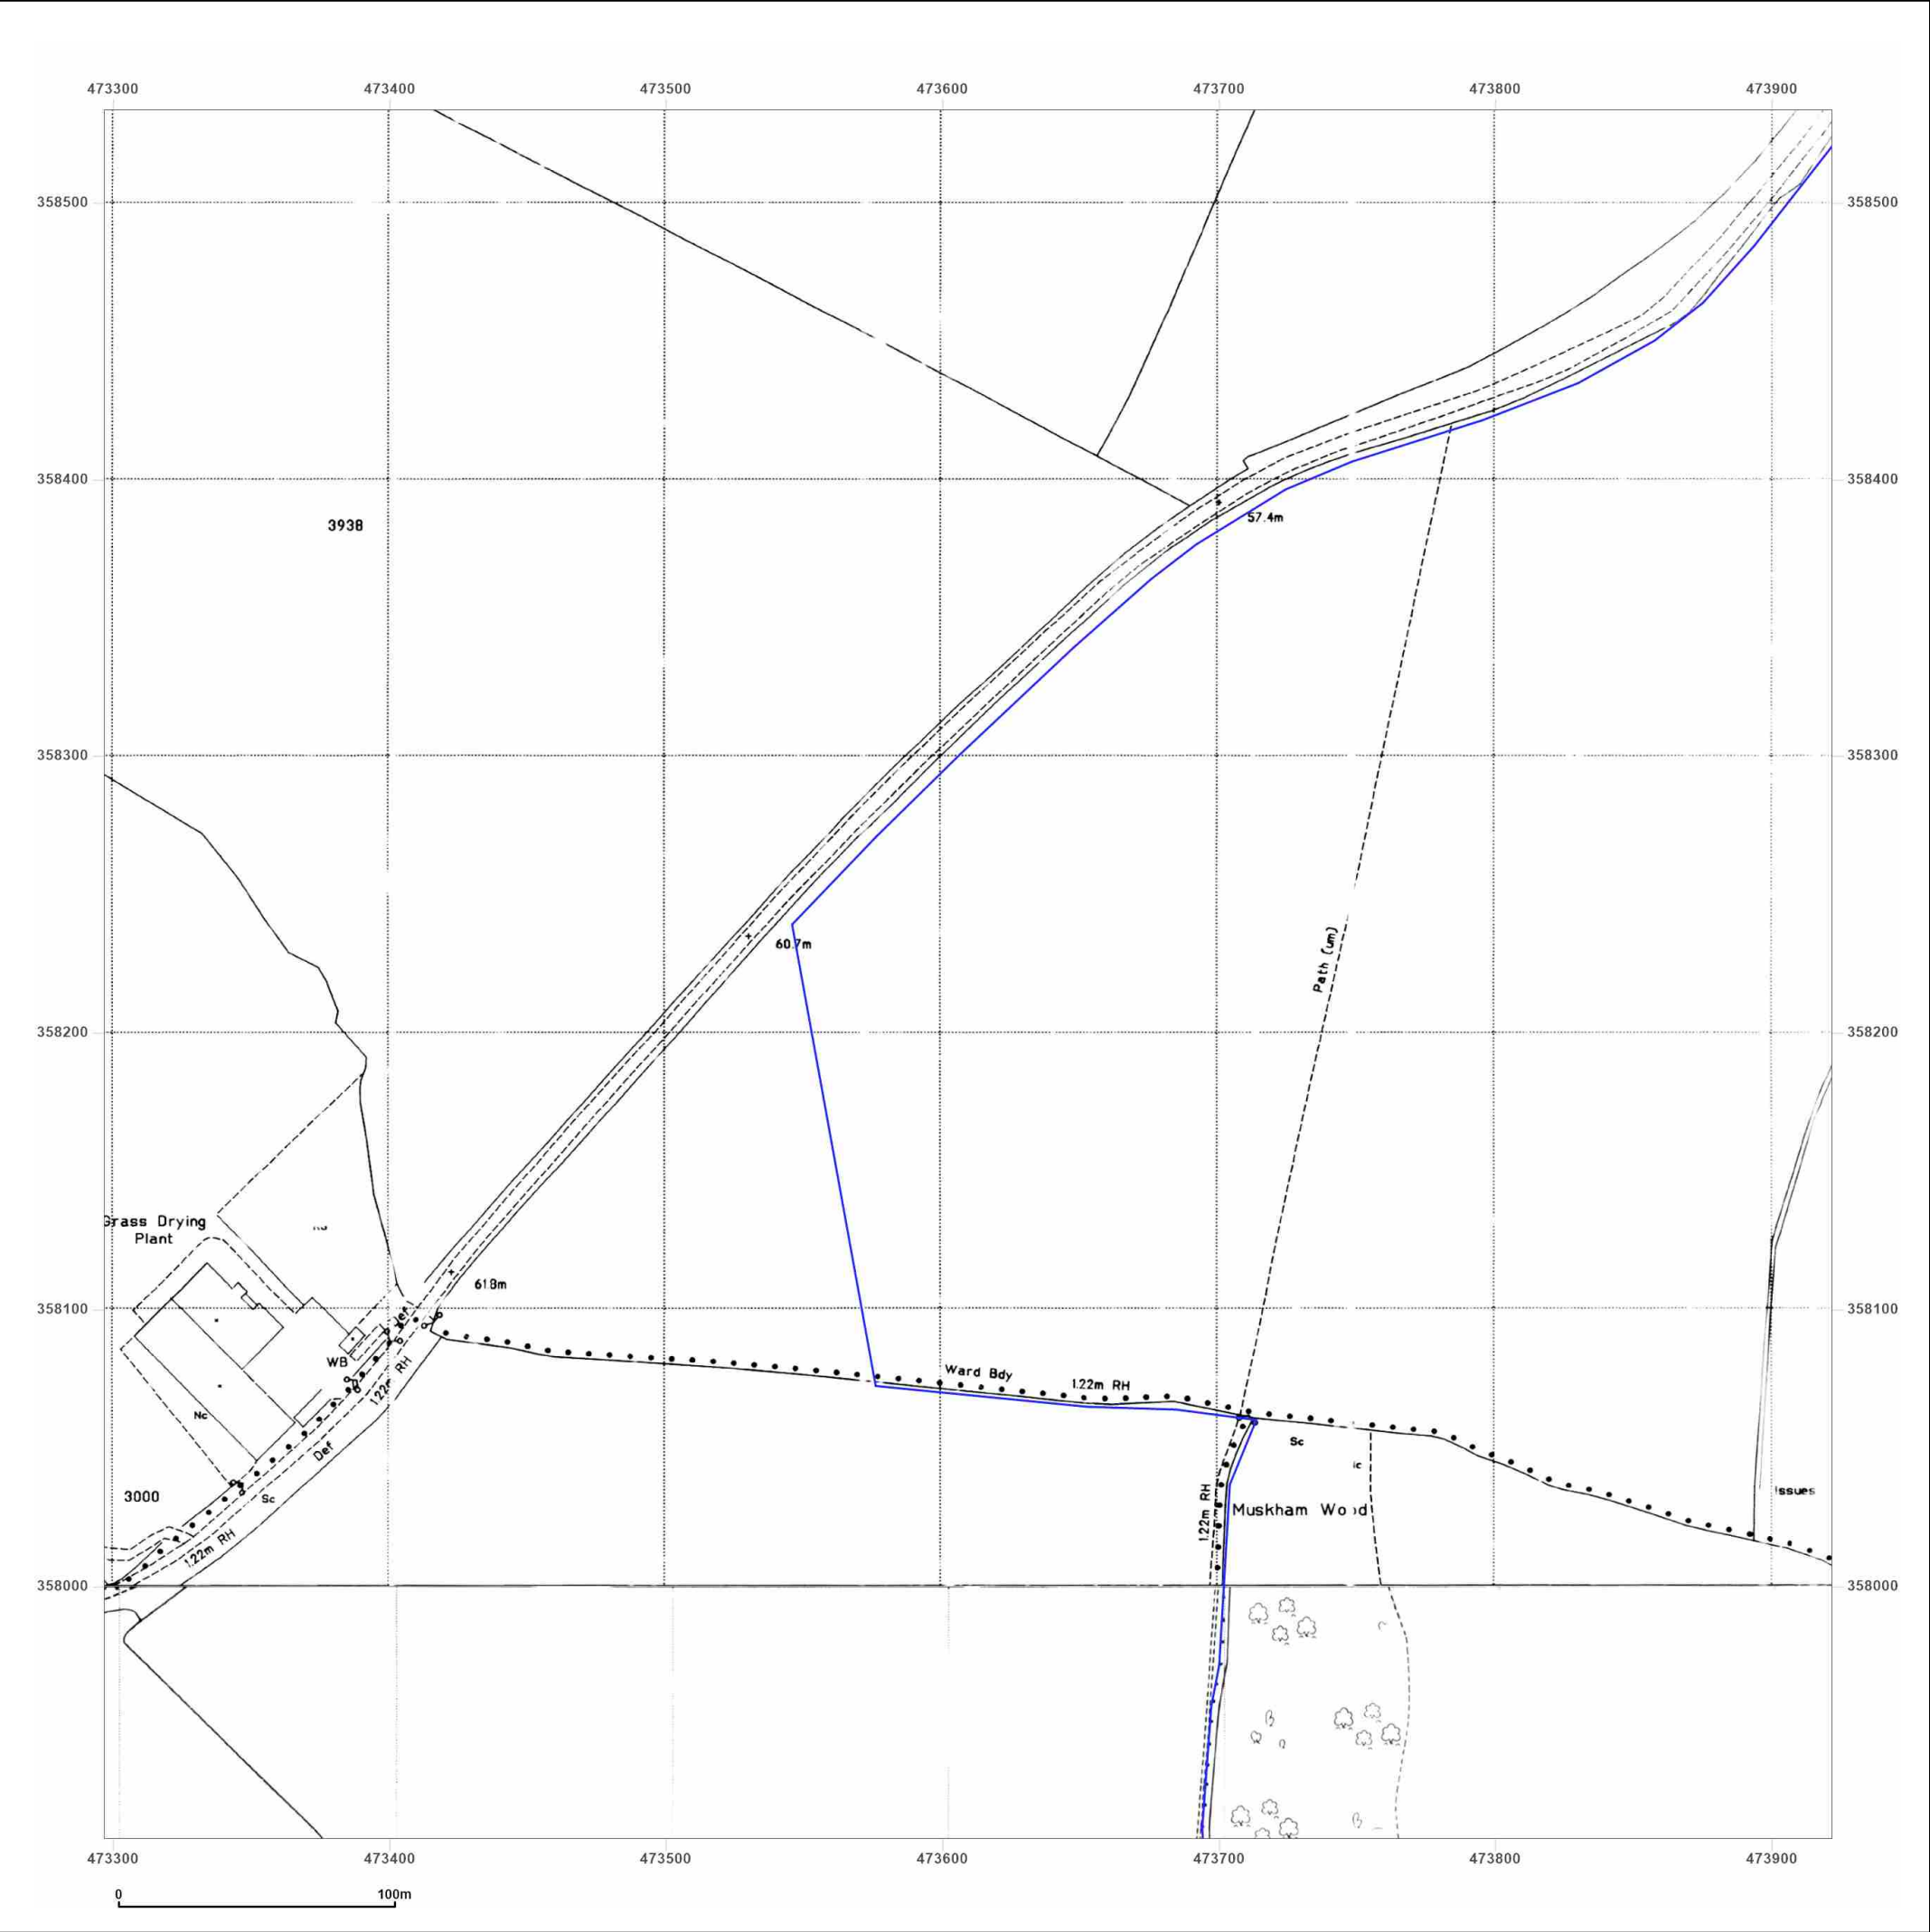 473300 473400 473500 473600 473700 473800 473900
358500 358500
358400 358400
3938
57.4m
358300 358300
60.7m
Path (um)
358200 358200
Grass Drying
Plant
61.8m
358100 358100
WB
Ward Bdy
1.22m RH
1.22m RH
Nc
Def
Sc
Sc
3000
Sc
1.22m RH
Muskham Wood
1.22m RH
Issues
358000 358000
473300 473400 473500 473600 473700 473800 473900
0 100m